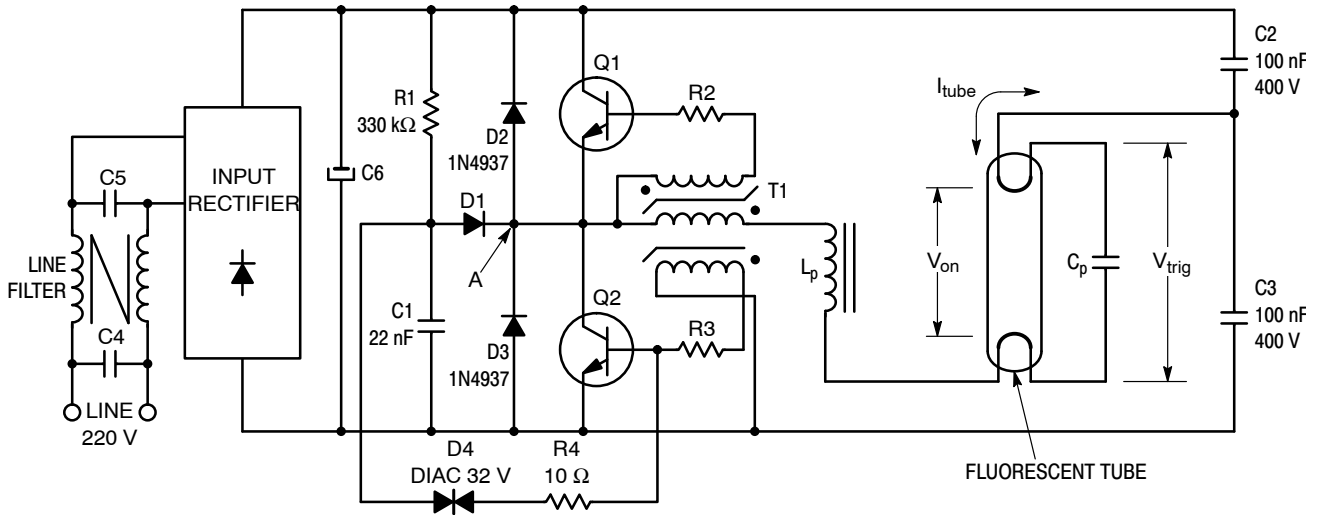 C5
LINE
FILTER
C4
LINE
220 V
INPUT
RECTIFIER
C6
R1
330 kΩ
D2
1N4937
D1
A
C1
22 nF
D3
1N4937
D4
DIAC 32 V
R4
10 Ω
Q1
R2
T1
Q2
R3
Lp
Itube
Von
Cp
Vtrig
FLUORESCENT TUBE
C2
100 nF
400 V
C3
100 nF
400 V